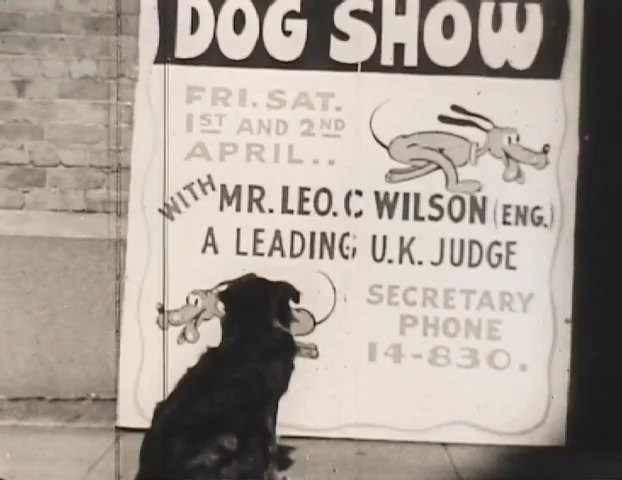 DOG SHOW
FRI. SAT.
1ST AND 2ND
APRIL..
WITH MR. LEO. C WILSON (ENG.)
A LEADING U.K. JUDGE
SECRETARY
PHONE
14-830.